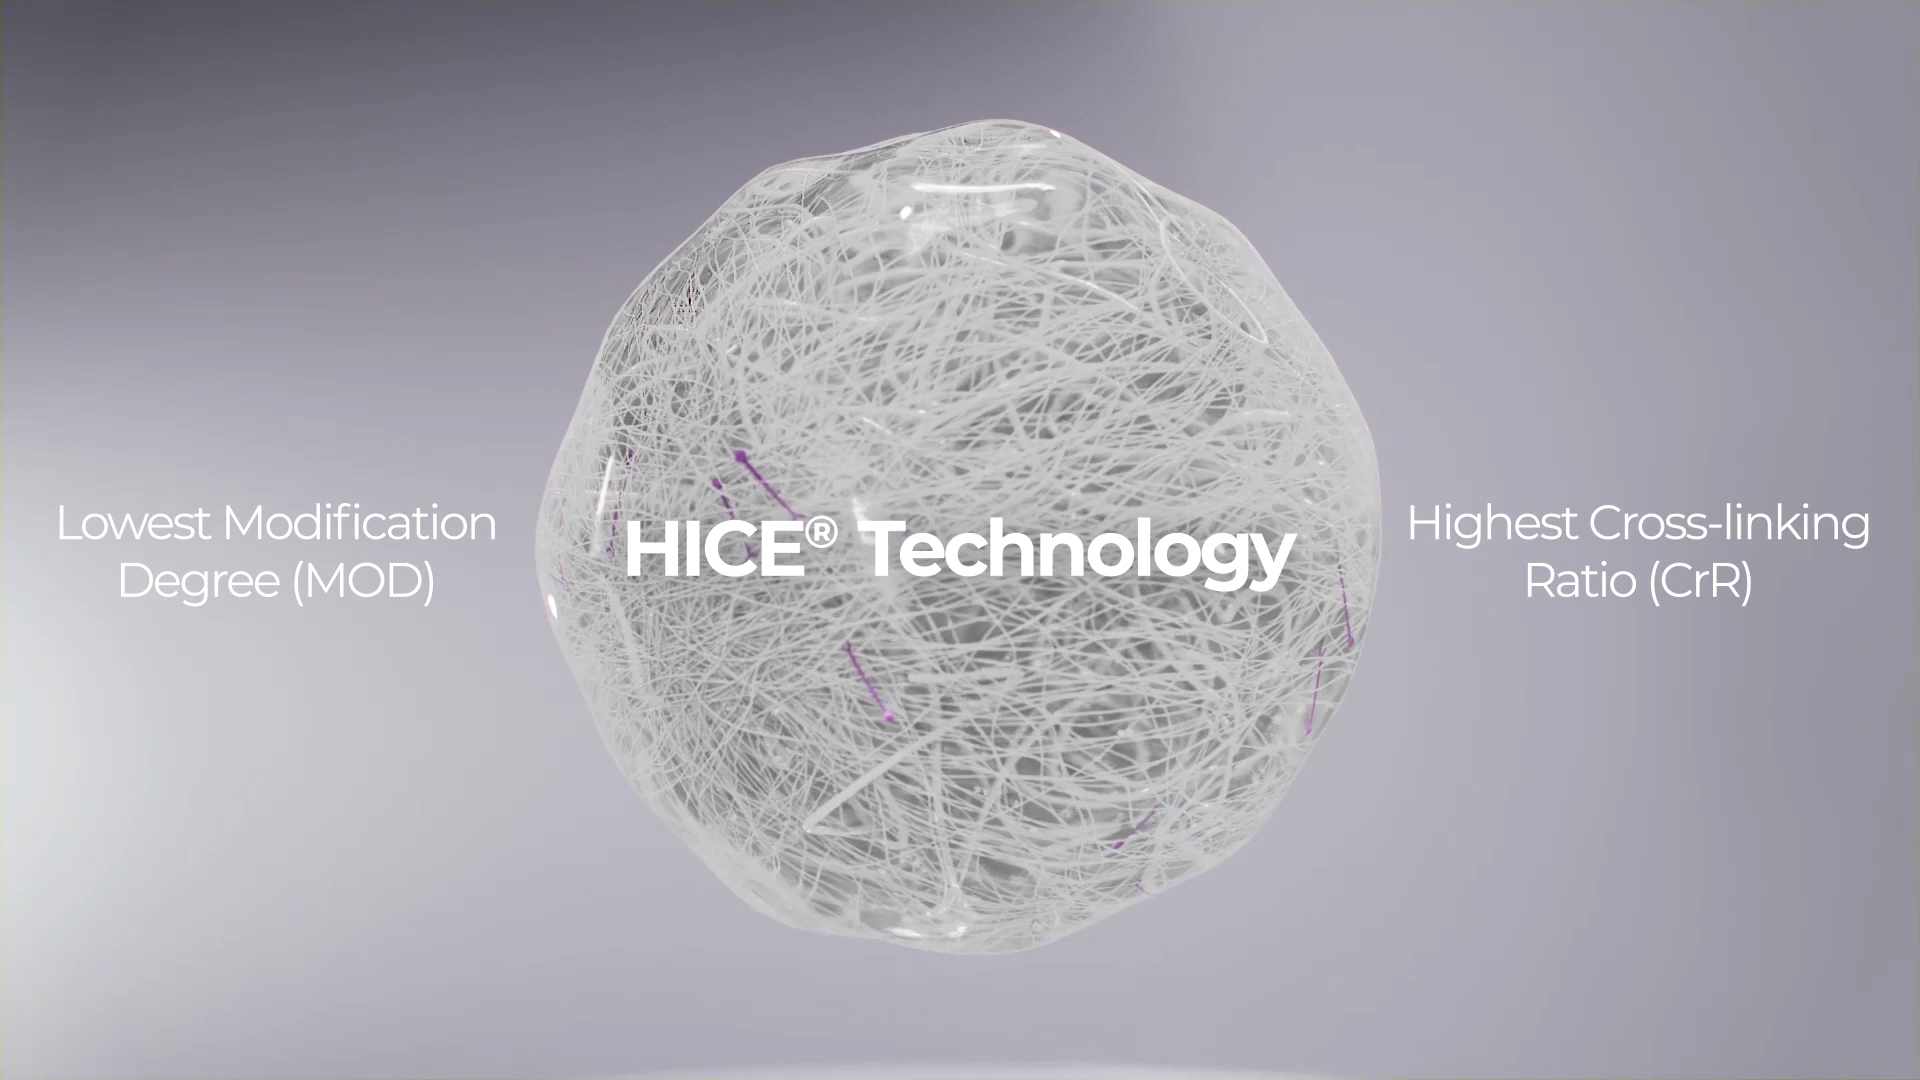 Lowest Modification
Degree (MOD)
HICE® Technology
Highest Cross-linking
Ratio (CrR)